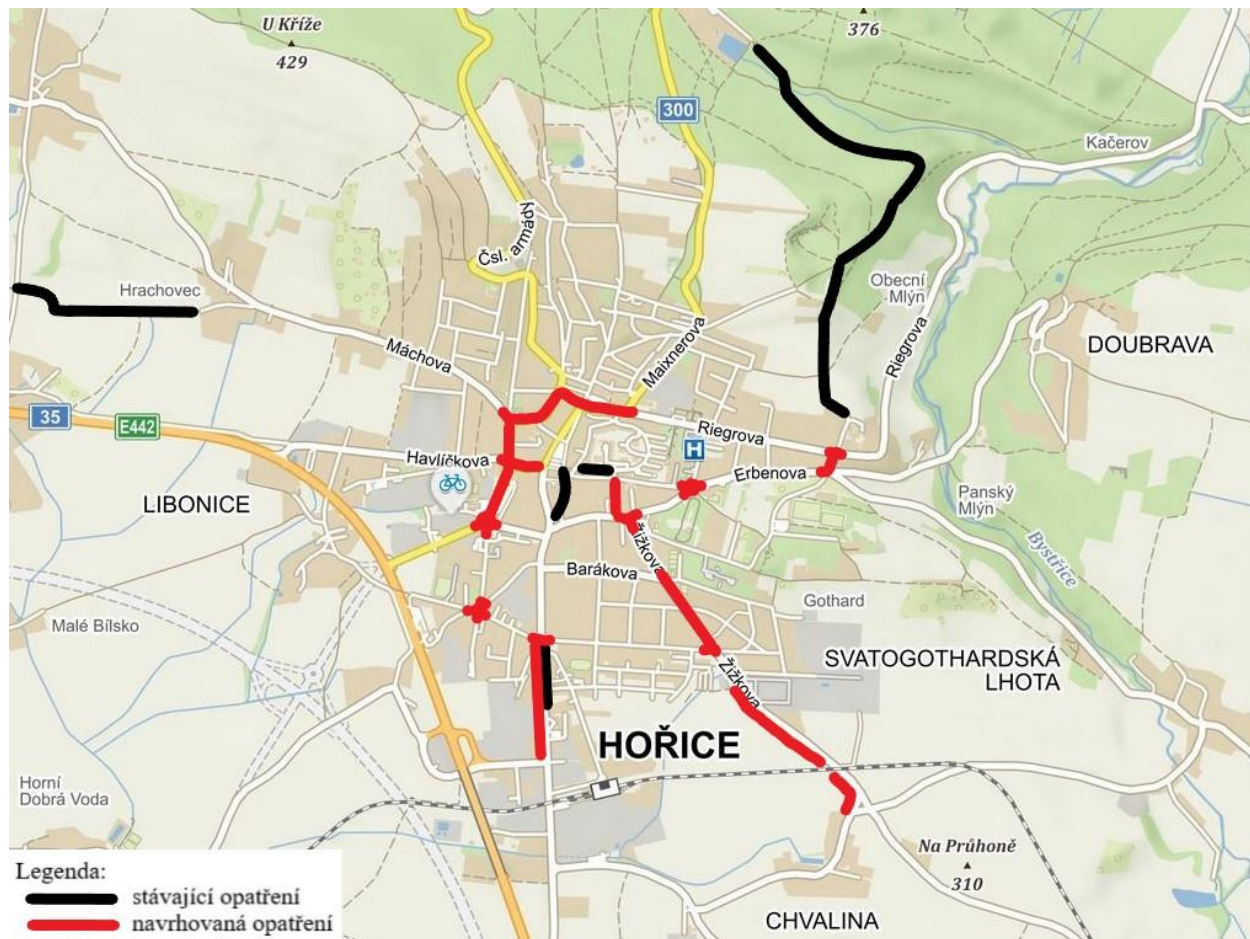 U Kříže
429
376
300
Kačerov
Čsl. armády
Hrachovec
Obecní
Mlýn
Maixnerova
Riegrova
DOUBRAVA
Máchova
35
E442
Riegrova
H
Havlíčkova
Erbenova
LIBONICE
Panský
Mlýn
Bystřice
Žižkova
Barákova
Gothard
Malé Bílsko
SVATOGOTHARDSKÁ
LHOTA
Žižkova
HOŘICE
Horní
Dobrá Voda
Na Průhoně
310
CHVALINA
Legenda:
stávající opatření
navrhovaná opatření